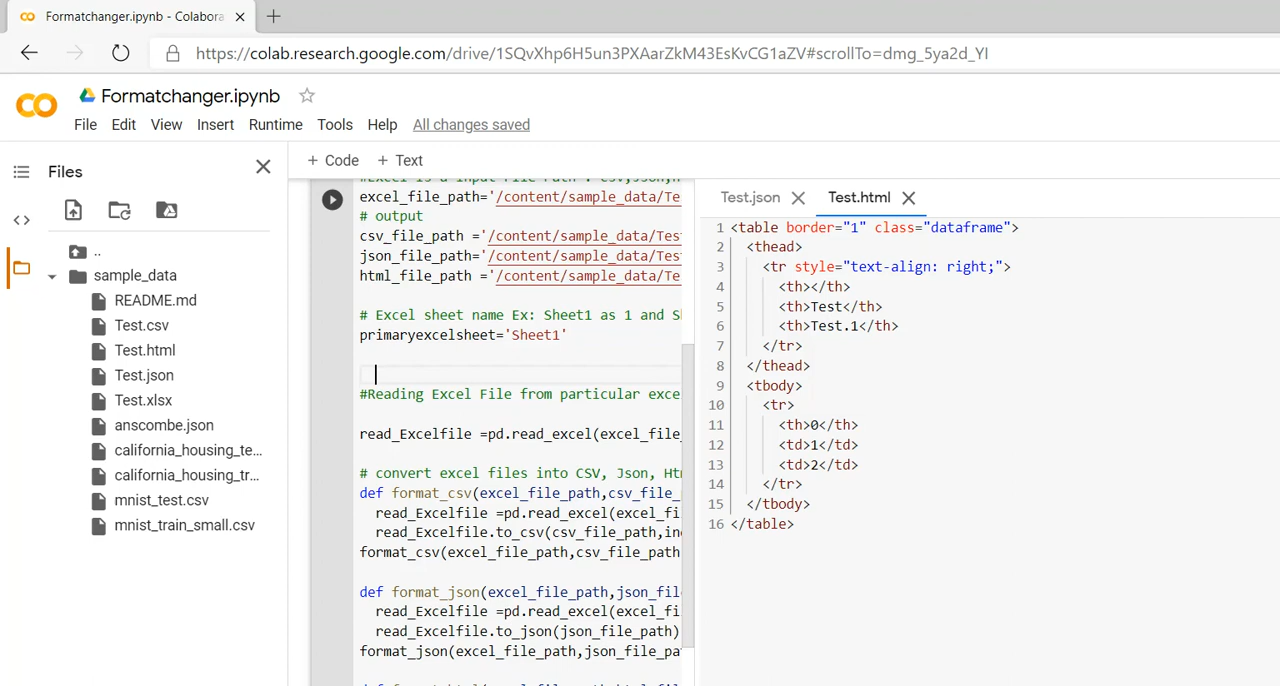 Formatchanger.ipynb - Colabora
https://colab.research.google.com/drive/1SQvXhp6H5un3PXAarZkM43EsKvCG1aZV#scrollTo=dmg_5ya2d_YI
CO Formatchanger.ipynb
File Edit View Insert Runtime Tools Help All changes saved
Files
..
sample_data
README.md
Test.csv
Test.html
Test.json
Test.xlsx
anscombe.json
california_housing_te...
california_housing_tr...
mnist_test.csv
mnist_train_small.csv
+ Code + Text
excel_file_path='/content/sample_data/Te
# output
csv_file_path ='/content/sample_data/Tes
json_file_path='/content/sample_data/Tes
html_file_path ='/content/sample_data/Te
# Excel sheet name Ex: Sheet1 as 1 and S
primaryexcelsheet='Sheet1'
#Reading Excel File from particular exce
read_Excelfile =pd.read_excel(excel_file_
# convert excel files into CSV, Json, Ht
def format_csv(excel_file_path,csv_file_
read_Excelfile =pd.read_excel(excel_fi
read_Excelfile.to_csv(csv_file_path,in
format_csv(excel_file_path,csv_file_path
def format_json(excel_file_path,json_fil
read_Excelfile =pd.read_excel(excel_fi
read_Excelfile.to_json(json_file_path)
format_json(excel_file_path,json_file_pa
Test.json Test.html
1 <table border="1" class="dataframe">
2 <thead>
3 <tr style="text-align: right;">
4 <th></th>
5 <th>Test</th>
6 <th>Test.1</th>
7 </tr>
8 </thead>
9 <tbody>
10 <tr>
11 <th>0</th>
12 <td>1</td>
13 <td>2</td>
14 </tr>
15 </tbody>
16 </table>